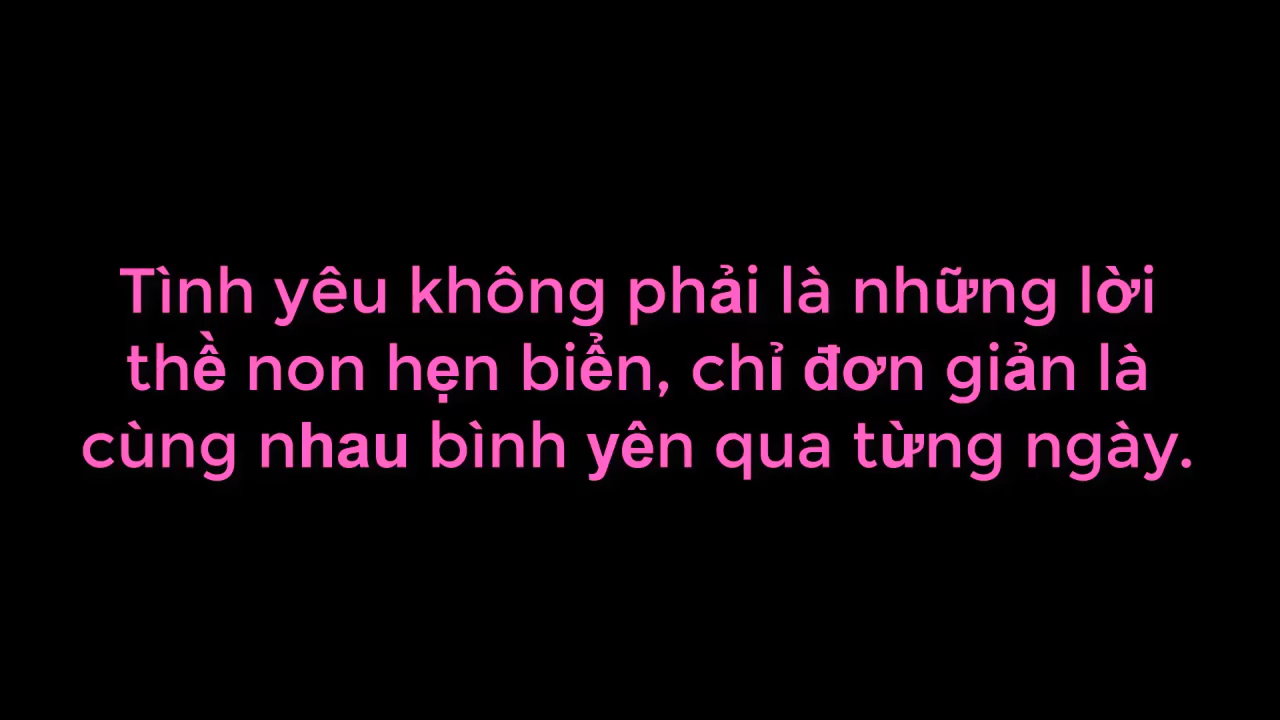 Tình yêu không phải là những lời
thề non hẹn biển, chỉ đơn giản là
cùng nhau bình yên qua từng ngày.